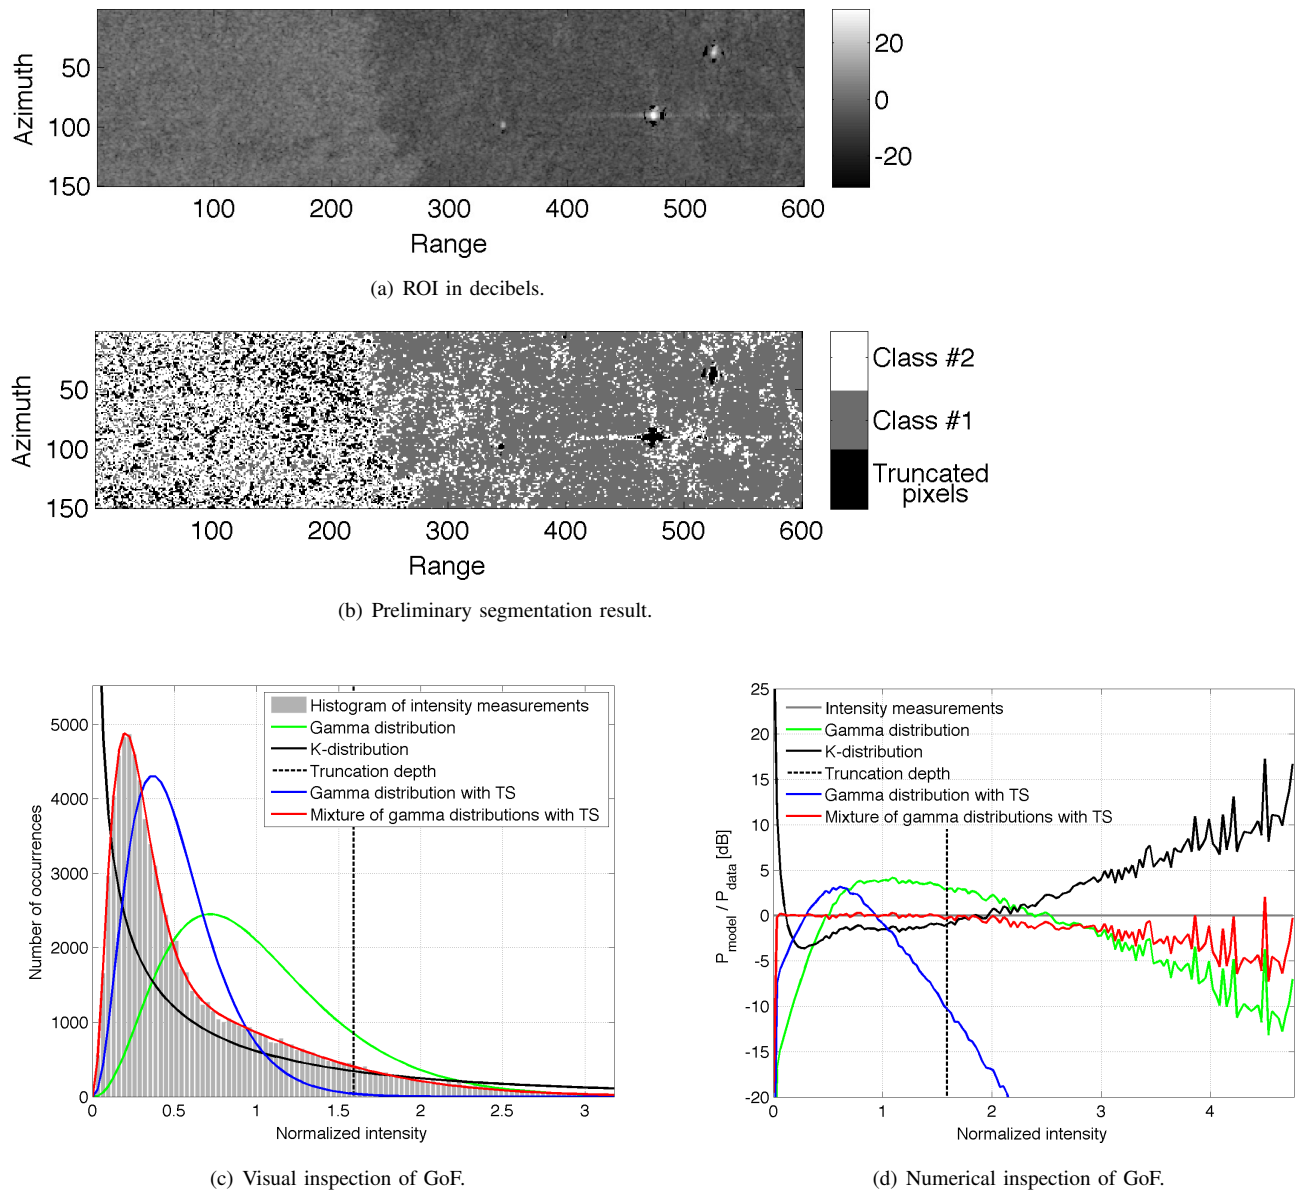 Azimuth
50
100
150
100 200 300 400 500 600
Range
20
0
-20
(a) ROI in decibels.
Azimuth
50
100
150
100 200 300 400 500 600
Range
Class #2
Class #1
Truncated
pixels
(b) Preliminary segmentation result.
Number of occurrences
5000
4000
3000
2000
1000
0
0 0.5 1 1.5 2 2.5 3
Normalized intensity
Histogram of intensity measurements
Gamma distribution
K-distribution
Truncation depth
Gamma distribution with TS
Mixture of gamma distributions with TS
(c) Visual inspection of GoF.
P model / P data [dB]
25
20
15
10
5
0
-5
-10
-15
-20
0 1 2 3 4
Normalized intensity
Intensity measurements
Gamma distribution
K-distribution
Truncation depth
Gamma distribution with TS
Mixture of gamma distributions with TS
(d) Numerical inspection of GoF.